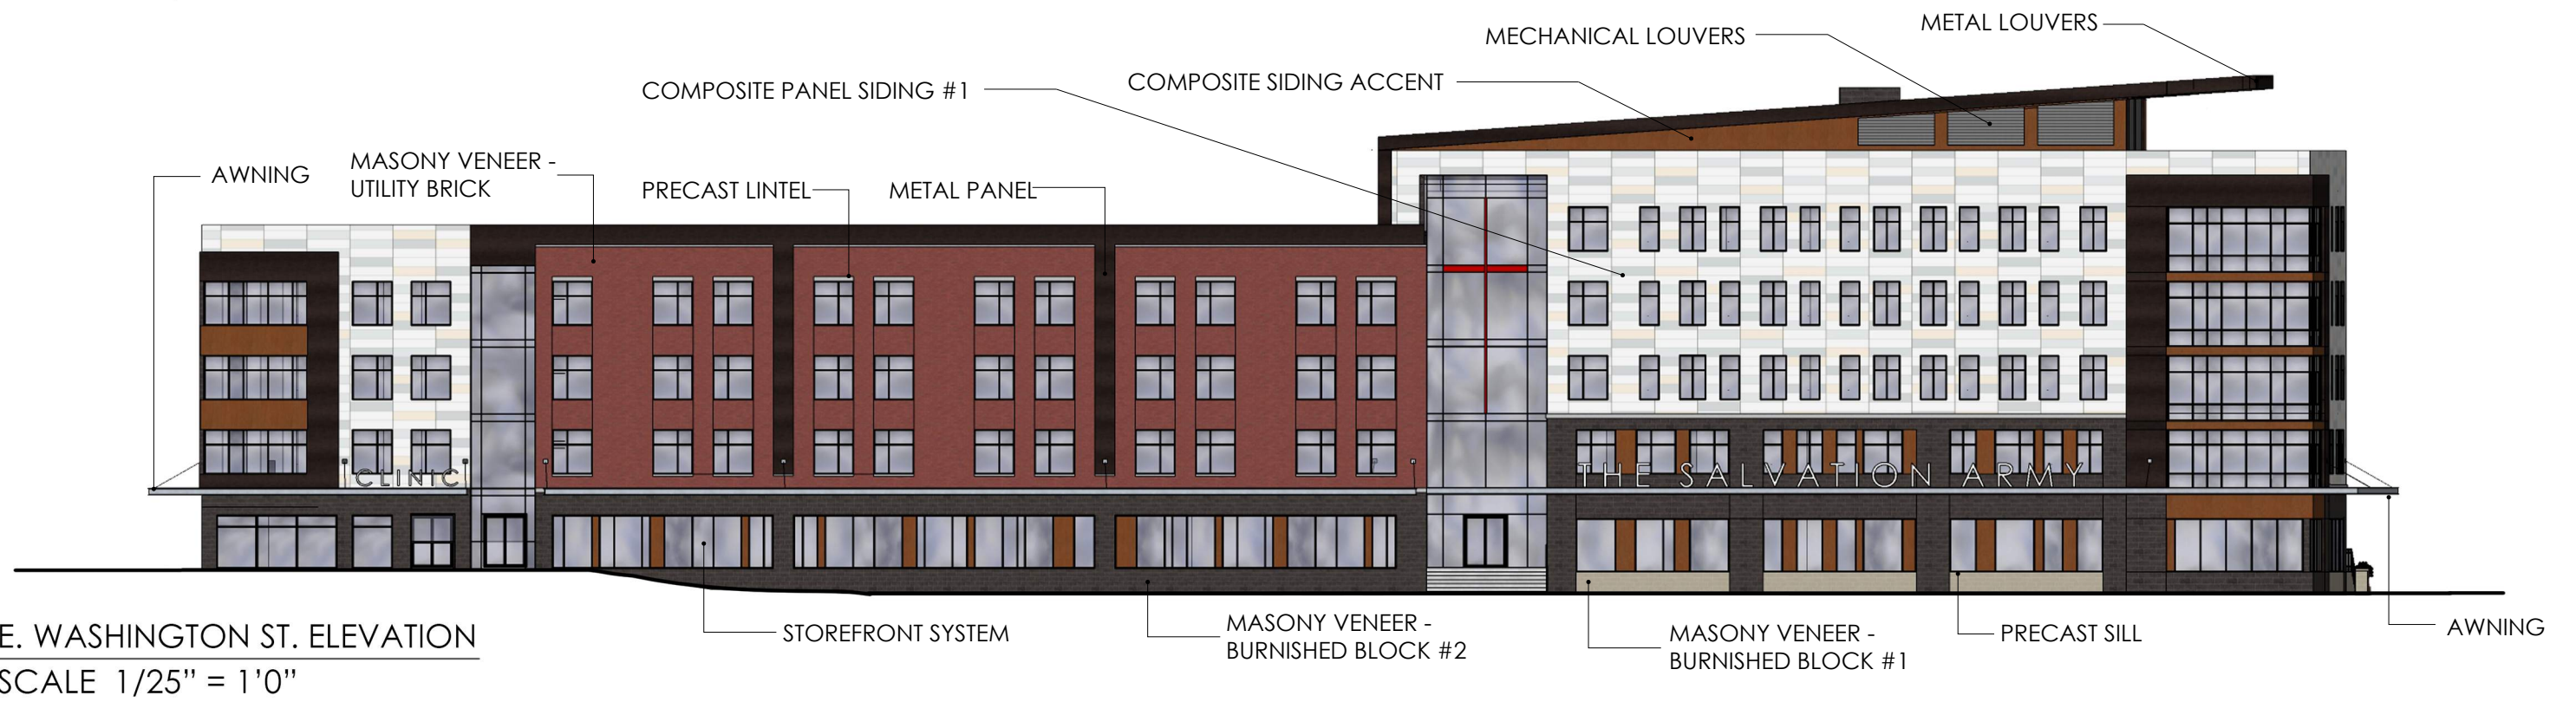 METAL LOUVERS
MECHANICAL LOUVERS
COMPOSITE SIDING ACCENT
COMPOSITE PANEL SIDING #1
AWNING
MASONY VENEER -
UTILITY BRICK
PRECAST LINTEL
METAL PANEL
CLINIC
THE SALVATION ARMY
E. WASHINGTON ST. ELEVATION
SCALE 1/25” = 1’0”
STOREFRONT SYSTEM
MASONY VENEER -
BURNISHED BLOCK #2
MASONY VENEER -
BURNISHED BLOCK #1
PRECAST SILL
AWNING